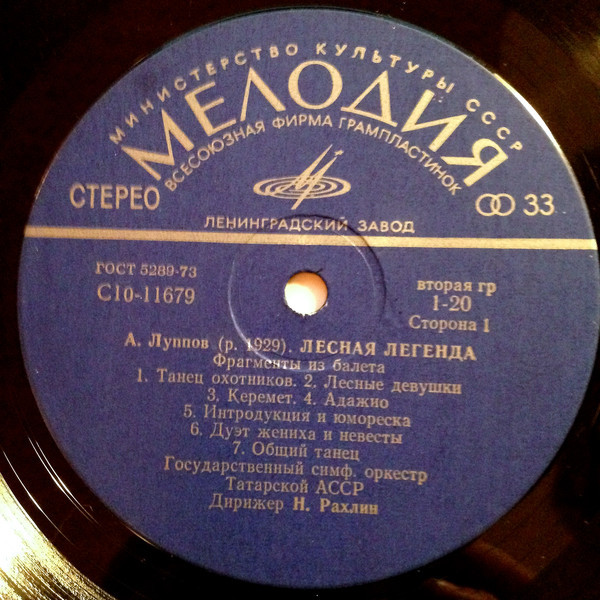 МИНИСТЕРСТВО КУЛЬТУРЫ СССР
МЕЛОДИЯ
ВСЕСОЮЗНАЯ ФИРМА ГРАМПЛАСТИНОК
СТЕРЕО
33
ЛЕНИНГРАДСКИЙ ЗАВОД
ГОСТ 5289-73
С10-11679
вторая гр
1-20
Сторона 1
А. Луппов (р. 1929). ЛЕСНАЯ ЛЕГЕНДА
Фрагменты из балета
1. Танец охотников. 2. Лесные девушки
3. Керемет. 4. Адажио
5. Интродукция и юмореска
6. Дуэт жениха и невесты
7. Общий танец
Государственный симф. оркестр
Татарской АССР
Дирижер Н. Рахлин